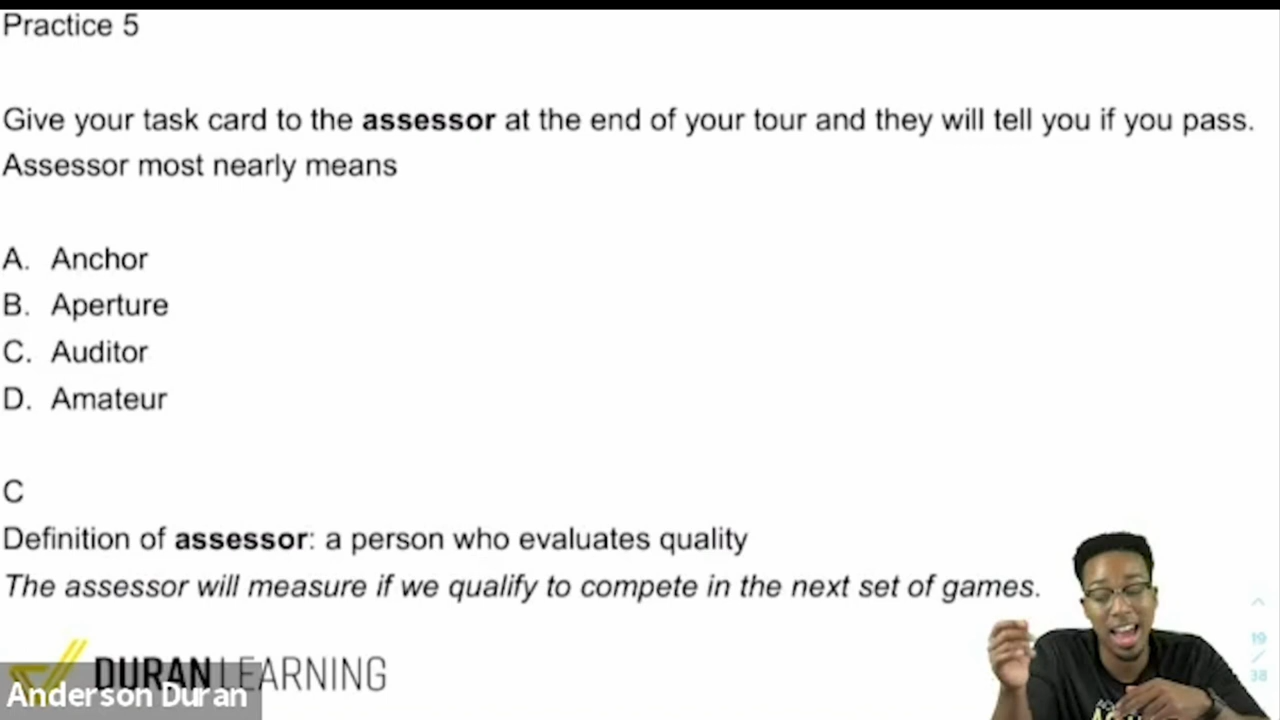 Practice 5
Give your task card to the assessor at the end of your tour and they will tell you if you pass.
Assessor most nearly means
A. Anchor
B. Aperture
C. Auditor
D. Amateur
C
Definition of assessor: a person who evaluates quality
The assessor will measure if we qualify to compete in the next set of games.
DURAN LEARNING
Anderson Duran
19
/
38